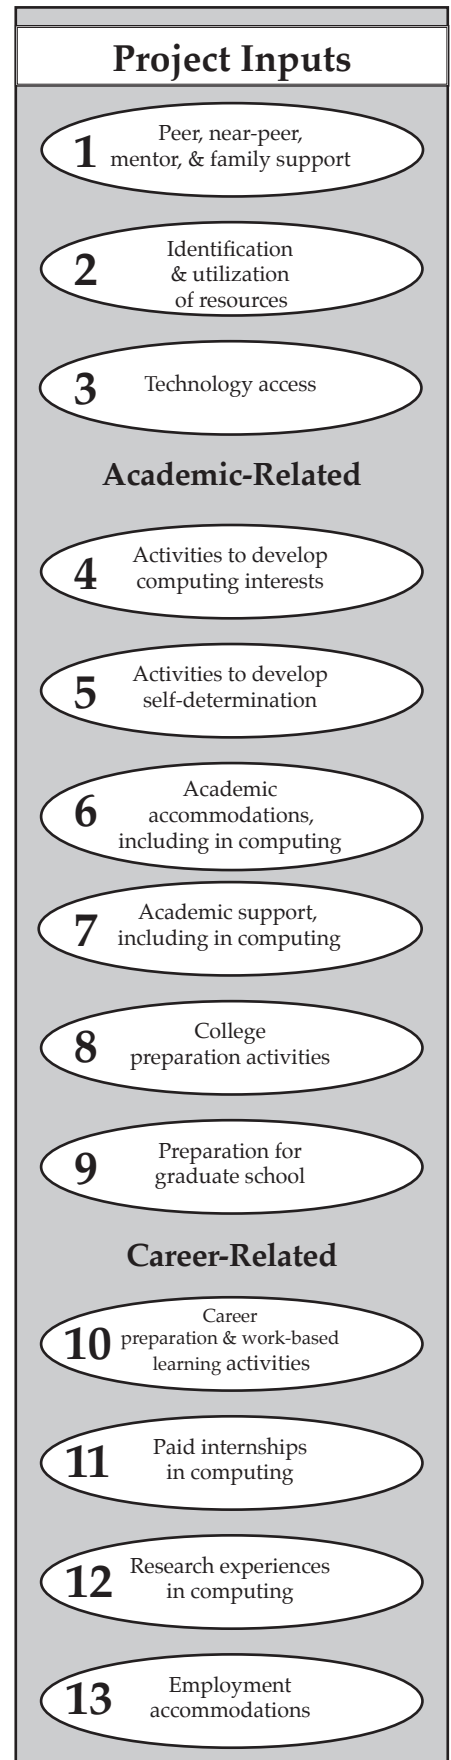 Project Inputs
1 Peer, near-peer,
mentor, & family support
2 Identification
& utilization
of resources
3 Technology access
Academic-Related
4 Activities to develop
computing interests
5 Activities to develop
self-determination
6 Academic
accommodations,
including in computing
7 Academic support,
including in computing
8 College
preparation activities
9 Preparation for
graduate school
Career-Related
10 Career
preparation & work-based
learning activities
11 Paid internships
in computing
12 Research experiences
in computing
13 Employment
accommodations